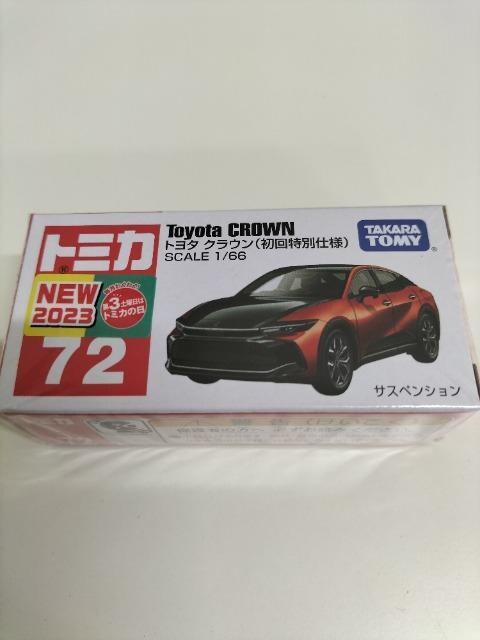 トミカ
®
NEW
2023
第3土曜日は
トミカの日
72
Toyota CROWN
トヨタ クラウン(初回特別仕様)
SCALE 1/66
TAKARA
TOMY
®
サスペンション